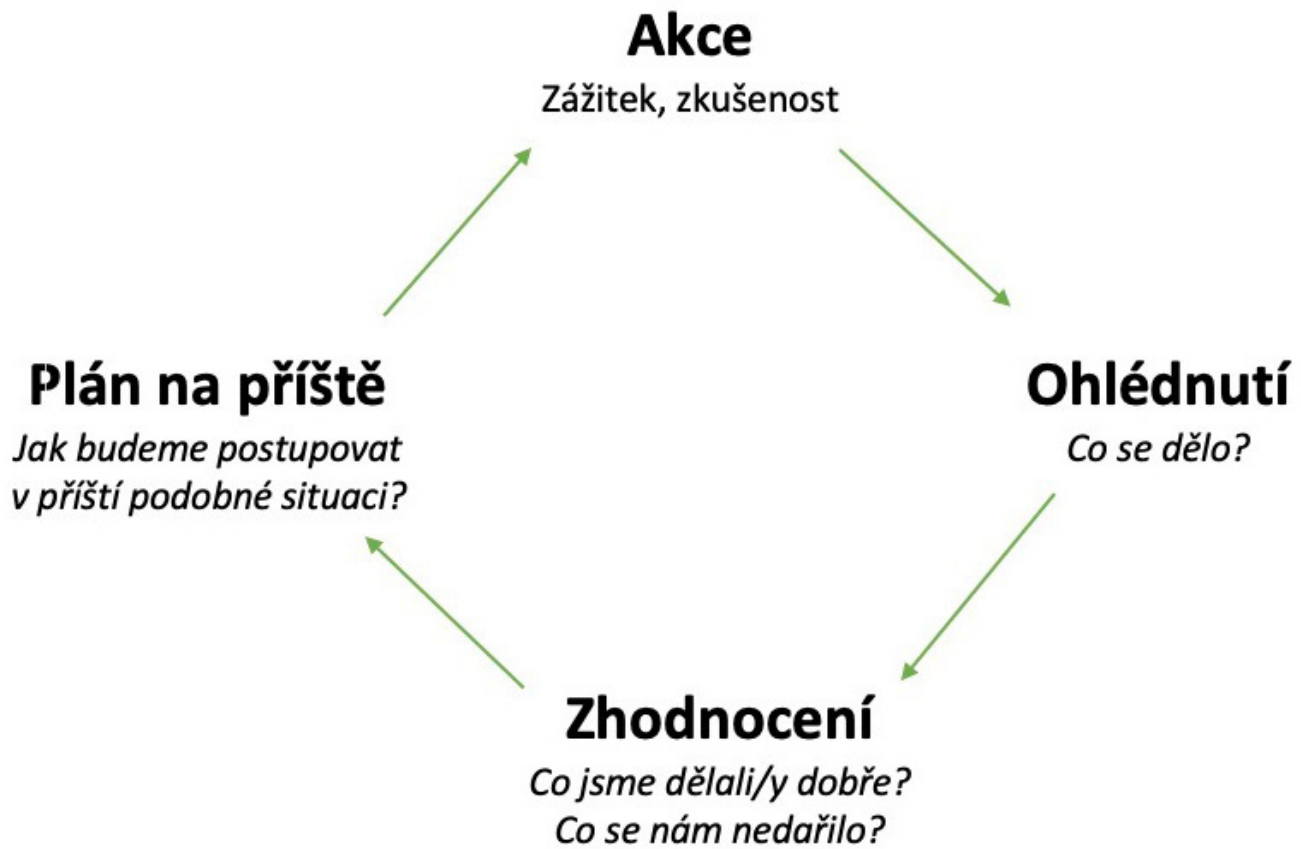 Akce
Zážitek, zkušenost
Plán na příště
Jak budeme postupovat
v příští podobné situaci?
Ohlédnutí
Co se dělo?
Zhodnocení
Co jsme dělali/y dobře?
Co se nám nedařilo?